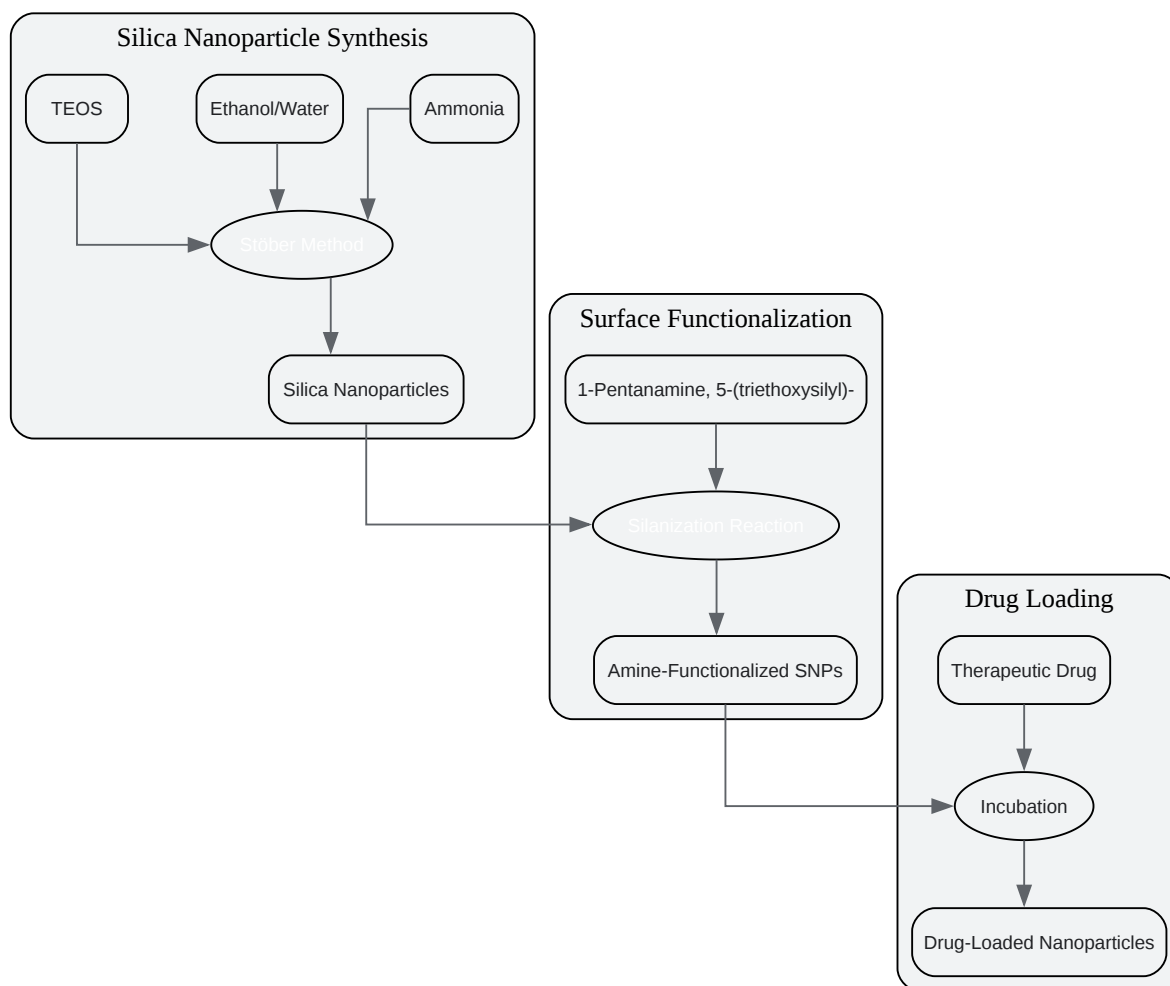 Silica Nanoparticle Synthesis
TEOS
Ethanol/Water
Ammonia
Stöber Method
Silica Nanoparticles
Surface Functionalization
1-Pentanamine, 5-(triethoxysilyl)-
Silanization Reaction
Amine-Functionalized SNPs
Drug Loading
Therapeutic Drug
Incubation
Drug-Loaded Nanoparticles